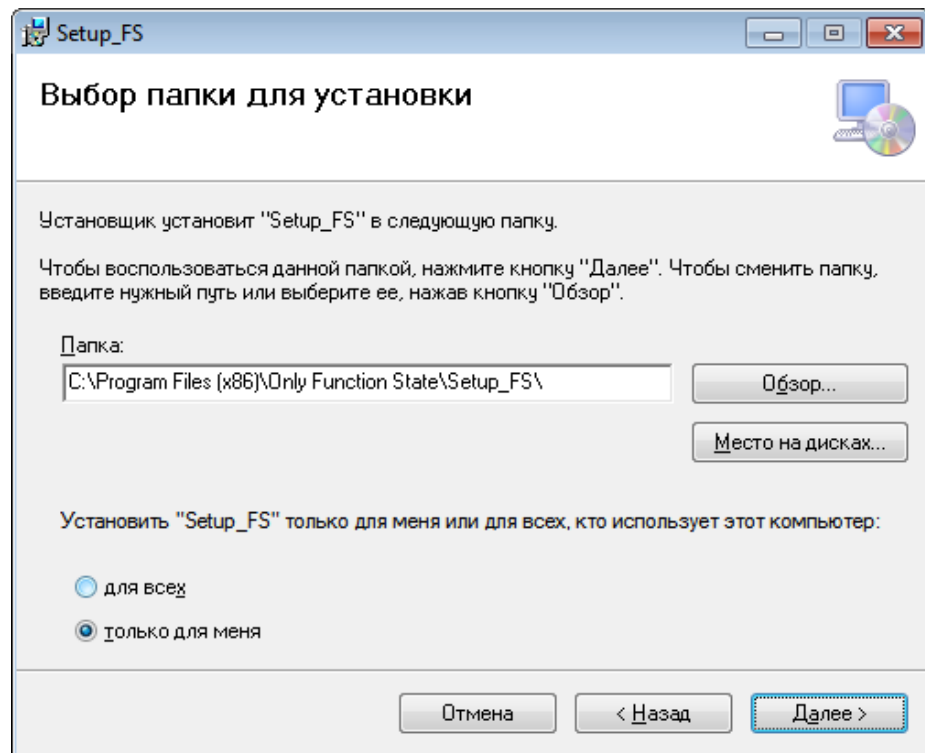 Setup_FS
Выбор папки для установки
Установщик установит "Setup_FS" в следующую папку.
Чтобы воспользоваться данной папкой, нажмите кнопку "Далее". Чтобы сменить папку,
введите нужный путь или выберите ее, нажав кнопку "Обзор".
Папка:
C:\Program Files (x86)\Only Function State\Setup_FS\
Обзор...
Место на дисках...
Установить "Setup_FS" только для меня или для всех, кто использует этот компьютер:
для всех
только для меня
Отмена
< Назад
Далее >